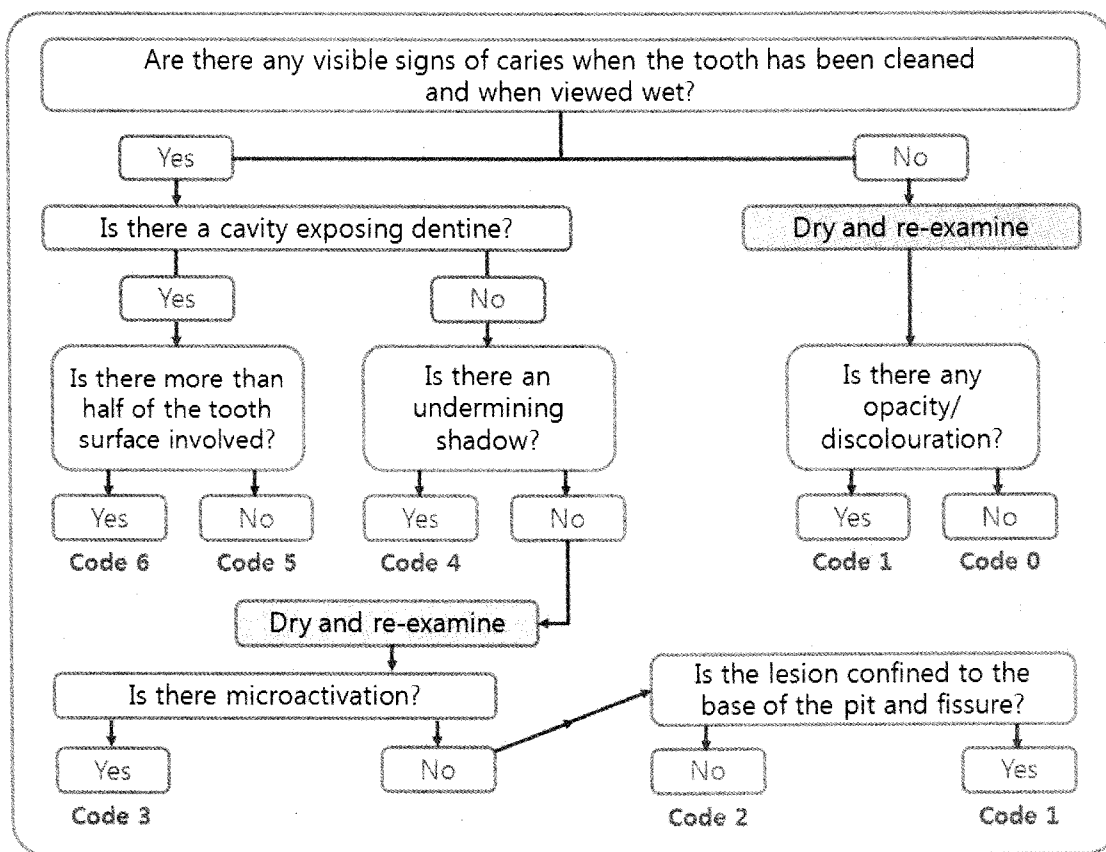 Are there any visible signs of caries when the tooth has been cleaned
and when viewed wet?
Yes
No
Is there a cavity exposing dentine?
Dry and re-examine
Yes
No
Is there more than
half of the tooth
surface involved?
Is there an
undermining
shadow?
Is there any
opacity/
discolouration?
Yes
No
Yes
No
Yes
No
Code 6
Code 5
Code 4
Code 1
Code 0
Dry and re-examine
Is there microactivation?
Is the lesion confined to the
base of the pit and fissure?
Yes
No
No
Yes
Code 3
Code 2
Code 1